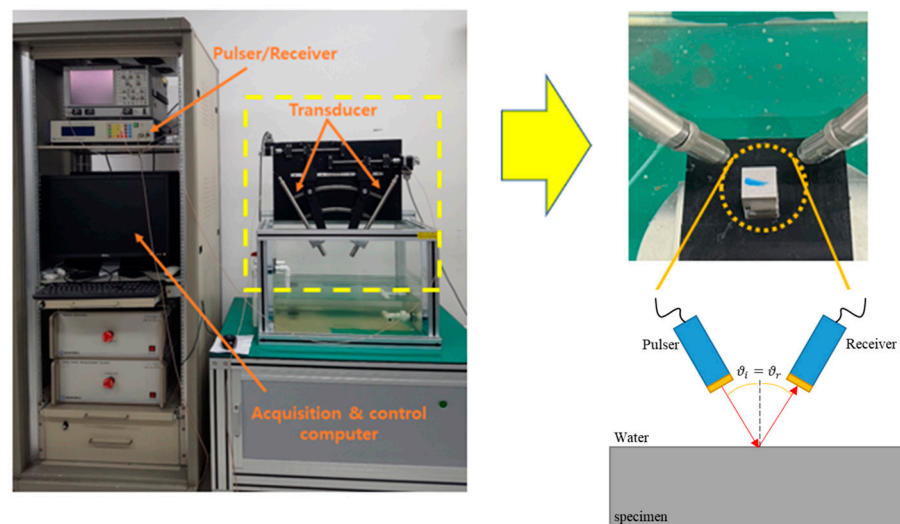 Pulser/Receiver
Transducer
Acquisition & control
computer
Pulser
Receiver
𝜗𝑖 = 𝜗𝑟
Water
specimen